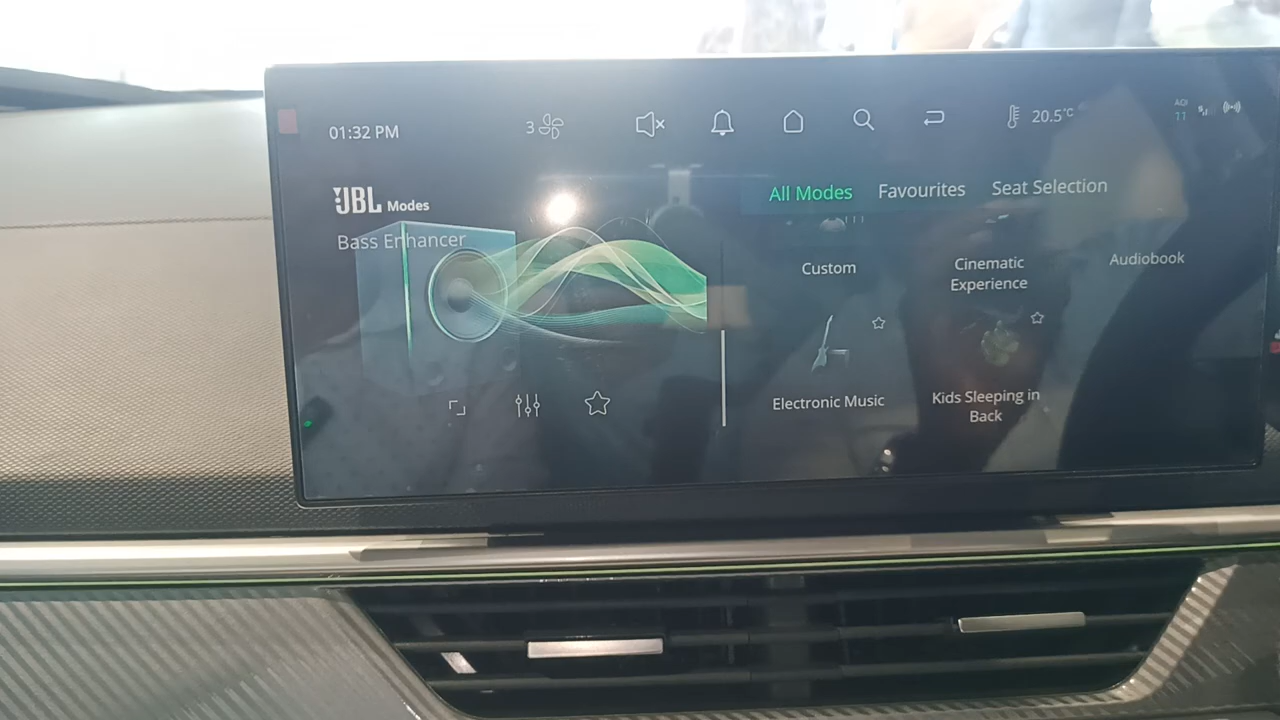 01:32 PM
3
20.5°C
AQI
11
JBL Modes
Bass Enhancer
All Modes
Favourites
Seat Selection
Custom
Cinematic
Experience
Audiobook
Electronic Music
Kids Sleeping in
Back